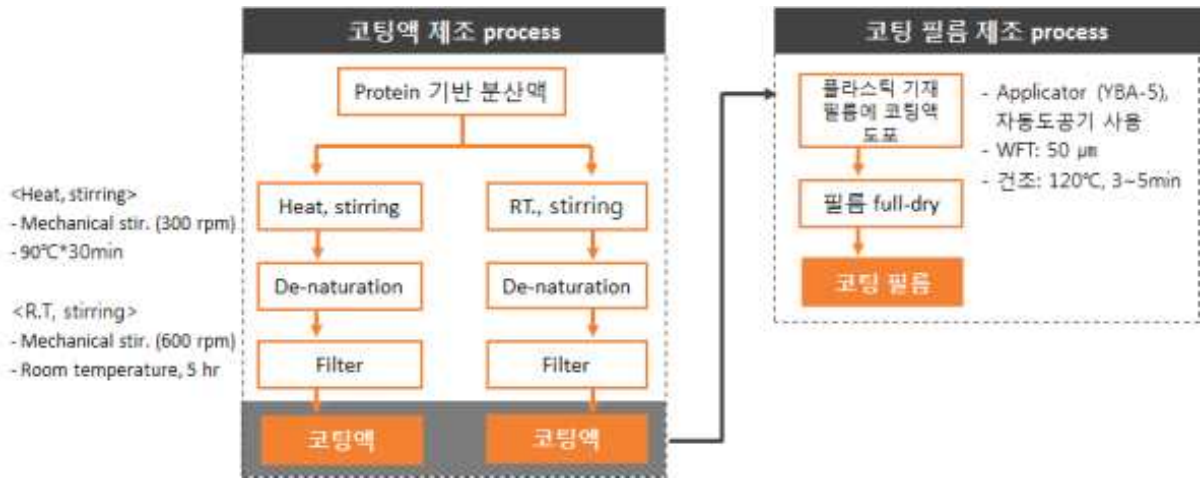 코팅액 제조 process
Protein 기반 분산액
Heat, stirring
RT., stirring
De-naturation
De-naturation
Filter
Filter
코팅액
코팅액
<Heat, stirring>
- Mechanical stir. (300 rpm)
- 90℃*30min
<R.T, stirring>
- Mechanical stir. (600 rpm)
- Room temperature, 5 hr
코팅 필름 제조 process
플라스틱 기재
필름에 코팅액
도포
필름 full-dry
코팅 필름
- Applicator (YBA-5),
자동도공기 사용
- WFT: 50 ㎛
- 건조: 120℃, 3~5min